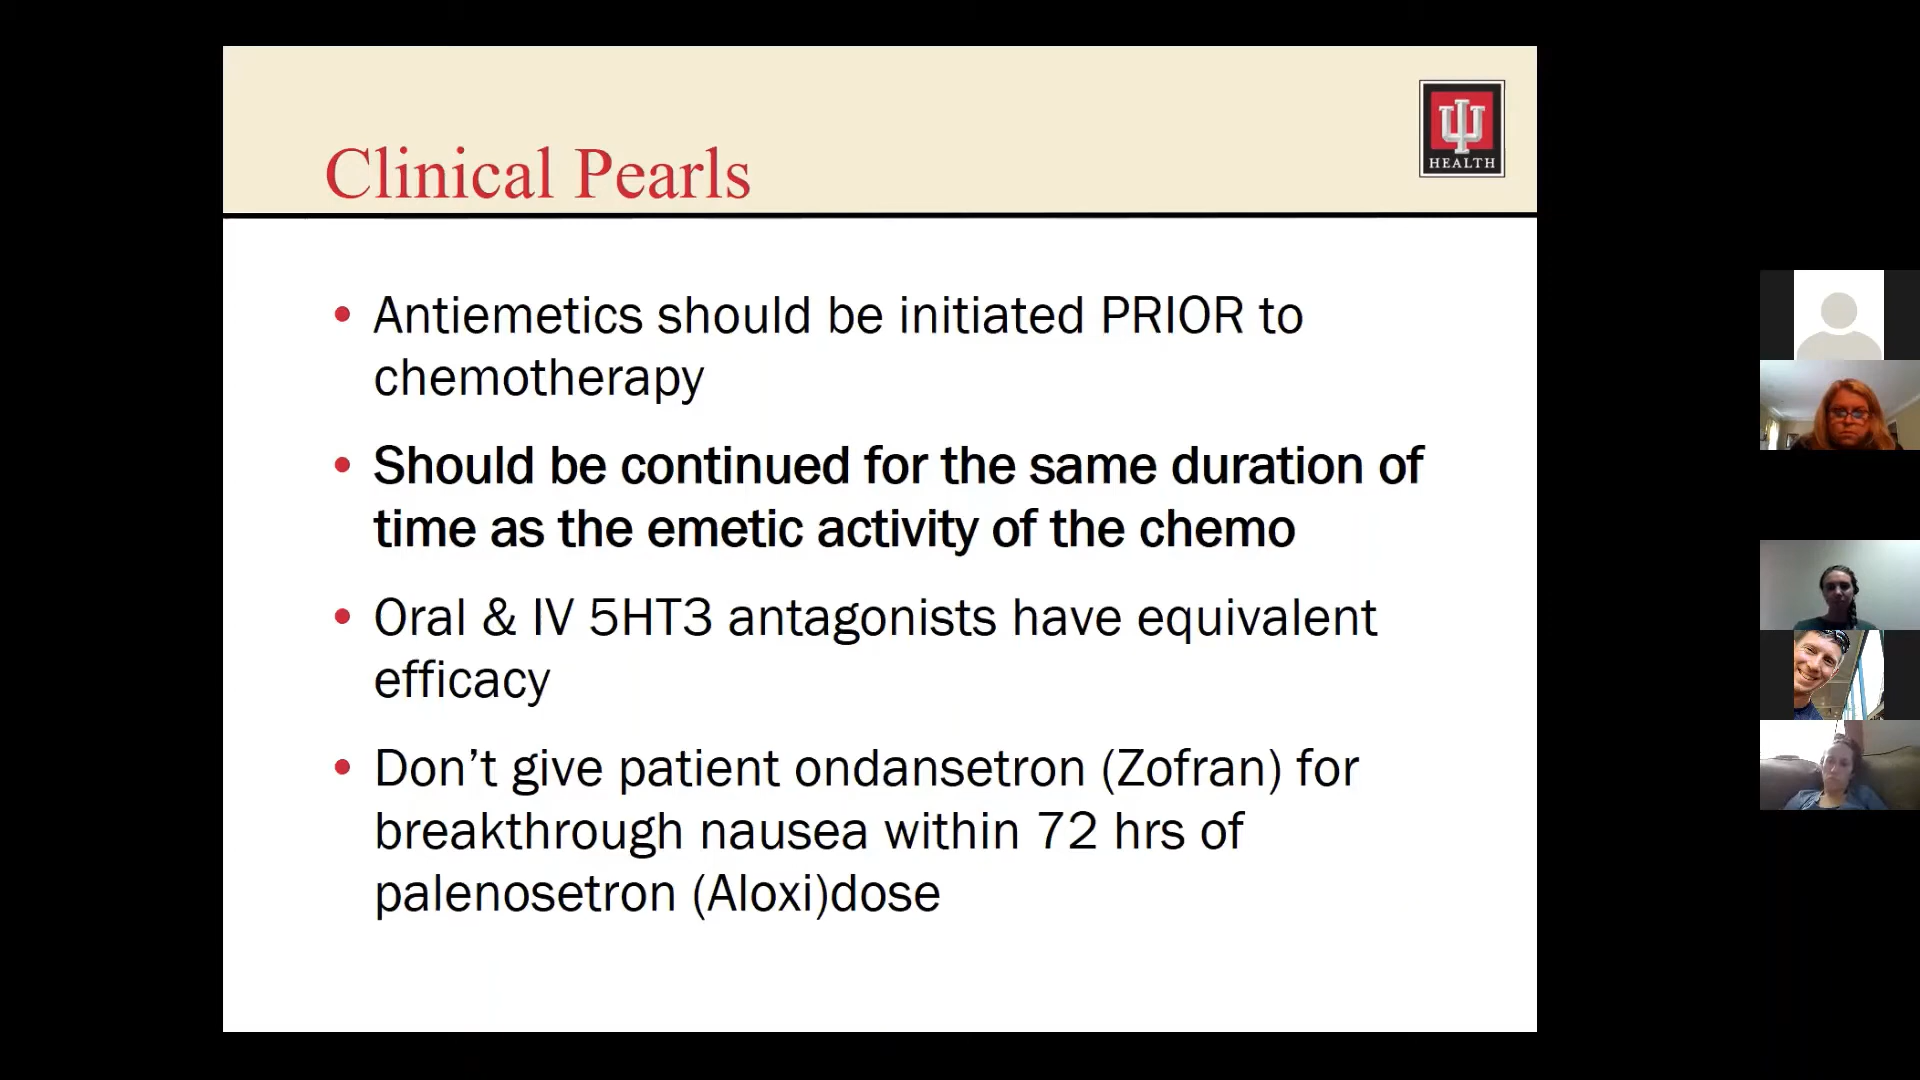 HEALTH
Clinical Pearls
• Antiemetics should be initiated PRIOR to
chemotherapy
• Should be continued for the same duration of
time as the emetic activity of the chemo
• Oral & IV 5HT3 antagonists have equivalent
efficacy
• Don’t give patient ondansetron (Zofran) for
breakthrough nausea within 72 hrs of
palenosetron (Aloxi)dose